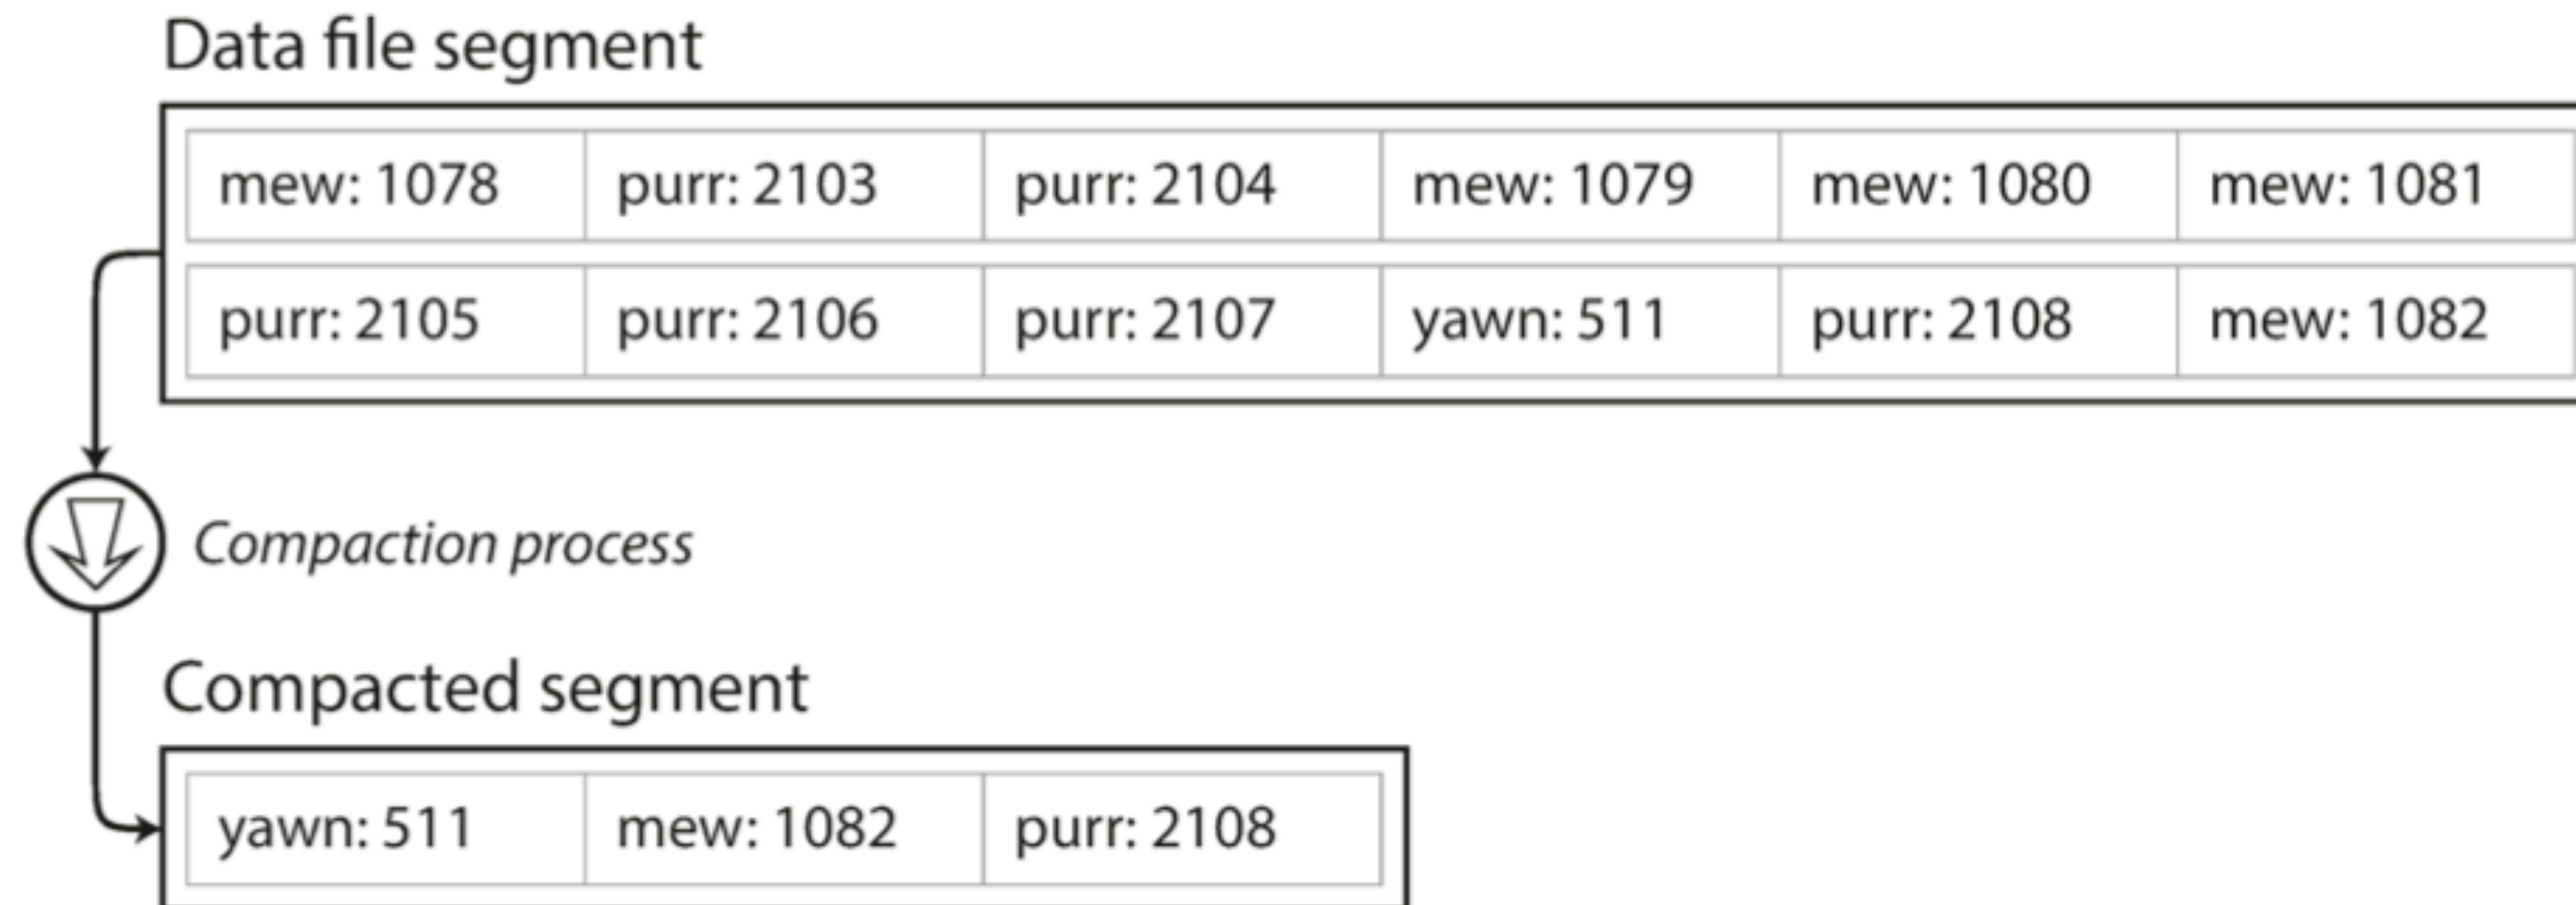 Data file segment
mew: 1078 purr: 2103 purr: 2104 mew: 1079 mew: 1080 mew: 1081
purr: 2105 purr: 2106 purr: 2107 yawn: 511 purr: 2108 mew: 1082
Compaction process
Compacted segment
yawn: 511 mew: 1082 purr: 2108